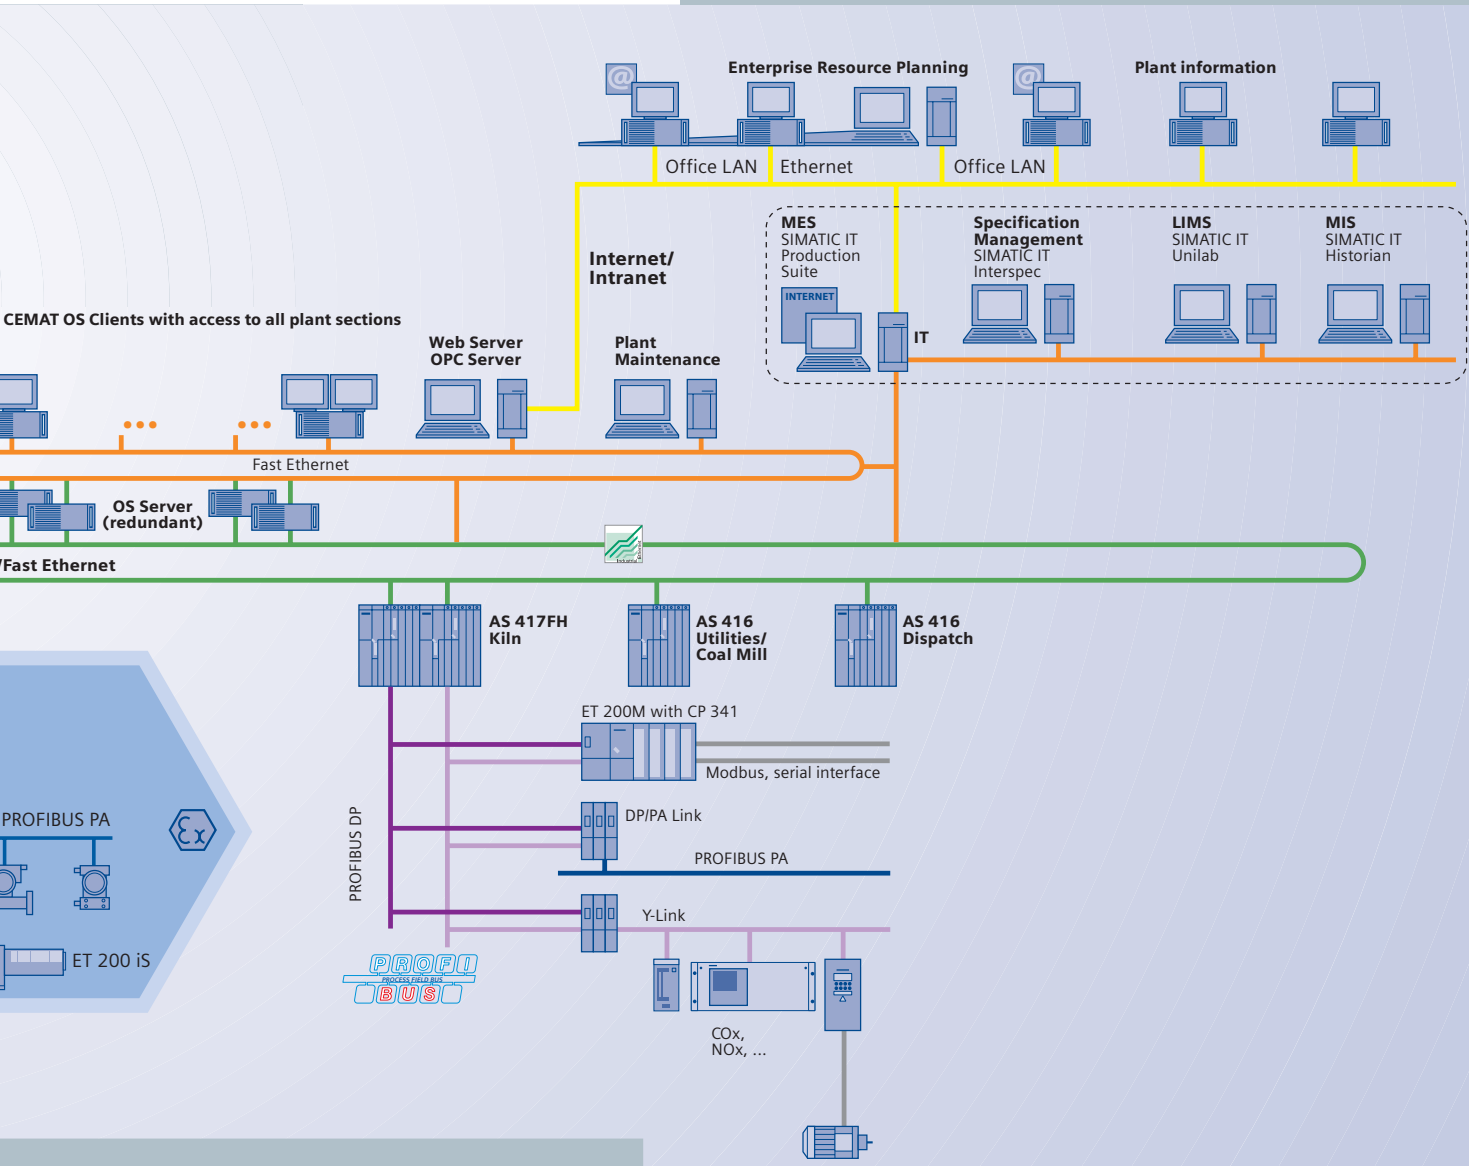 @
Enterprise Resource Planning
@
Plant information
Office LAN
Ethernet
Office LAN
MES
SIMATIC IT
Production
Suite
Specification
Management
SIMATIC IT
Interspec
LIMS
SIMATIC IT
Unilab
MIS
SIMATIC IT
Historian
Internet/
Intranet
INTERNET
IT
CEMAT OS Clients with access to all plant sections
Web Server
OPC Server
Plant
Maintenance
Fast Ethernet
OS Server
(redundant)
Industrial
Ethernet
/Fast Ethernet
AS 417FH
Kiln
AS 416
Utilities/
Coal Mill
AS 416
Dispatch
ET 200M with CP 341
Modbus, serial interface
PROFIBUS DP
DP/PA Link
PROFIBUS PA
PROFIBUS PA
Ex
Y-Link
ET 200 iS
PROFI
PROCESS FIELD BUS
BUS
COx,
NOx, ...